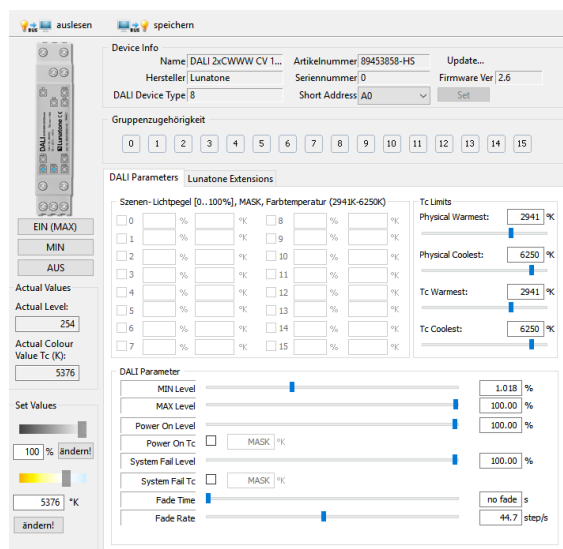 auslesen speichern
Device Info
Name DALI 2xCWWW CV 1... Artikelnummer 89453858-HS Update...
Hersteller Lunatone Seriennummer 0 Firmware Ver 2.6
DALI Device Type 8 Short Address A0 Set
Gruppenzugehörigkeit
0 1 2 3 4 5 6 7 8 9 10 11 12 13 14 15
DALI Parameters Lunatone Extensions
Szenen- Lichtpegel [0..100%], MASK, Farbtemperatur (2941K-6250K)
0 % °K 8 % °K
1 % °K 9 % °K
2 % °K 10 % °K
3 % °K 11 % °K
4 % °K 12 % °K
5 % °K 13 % °K
6 % °K 14 % °K
7 % °K 15 % °K
Tc Limits
Physical Warmest: 2941 °K
Physical Coolest: 6250 °K
Tc Warmest: 2941 °K
Tc Coolest: 6250 °K
DALI Parameter
MIN Level 1.018 %
MAX Level 100.00 %
Power On Level 100.00 %
Power On Tc MASK °K
System Fail Level 100.00 %
System Fail Tc MASK °K
Fade Time no fade s
Fade Rate 44.7 step/s
DALI
Lunatone
EIN (MAX)
MIN
AUS
Actual Values
Actual Level:
254
Actual Colour
Value Tc (K):
5376
Set Values
100 % ändern!
5376 °K
ändern!